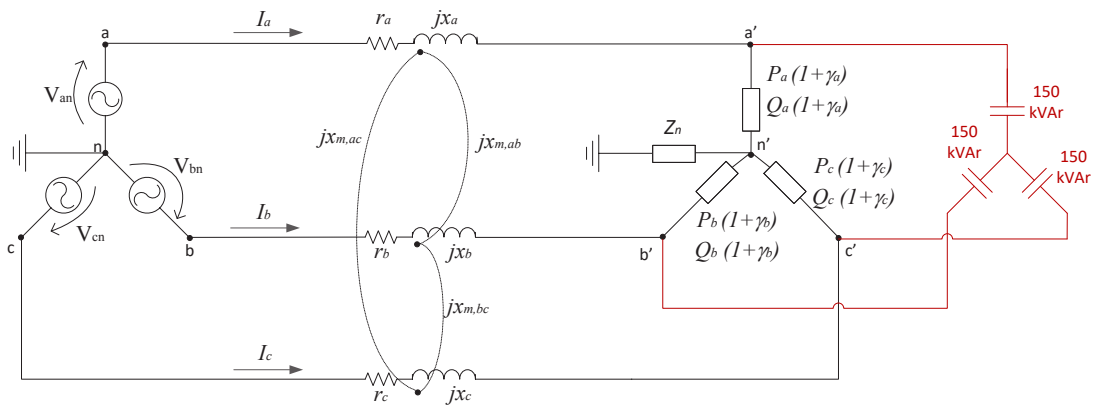 a
I_a
r_a
jx_a
a'
V_an
P_a (1+γ_a)
Q_a (1+γ_a)
150
kVAr
n
jx_m,ac
jx_m,ab
Z_n
n'
150
kVAr
150
kVAr
V_bn
P_c (1+γ_c)
Q_c (1+γ_c)
V_cn
c
b
I_b
r_b
jx_b
b'
P_b (1+γ_b)
Q_b (1+γ_b)
c'
jx_m,bc
I_c
r_c
jx_c